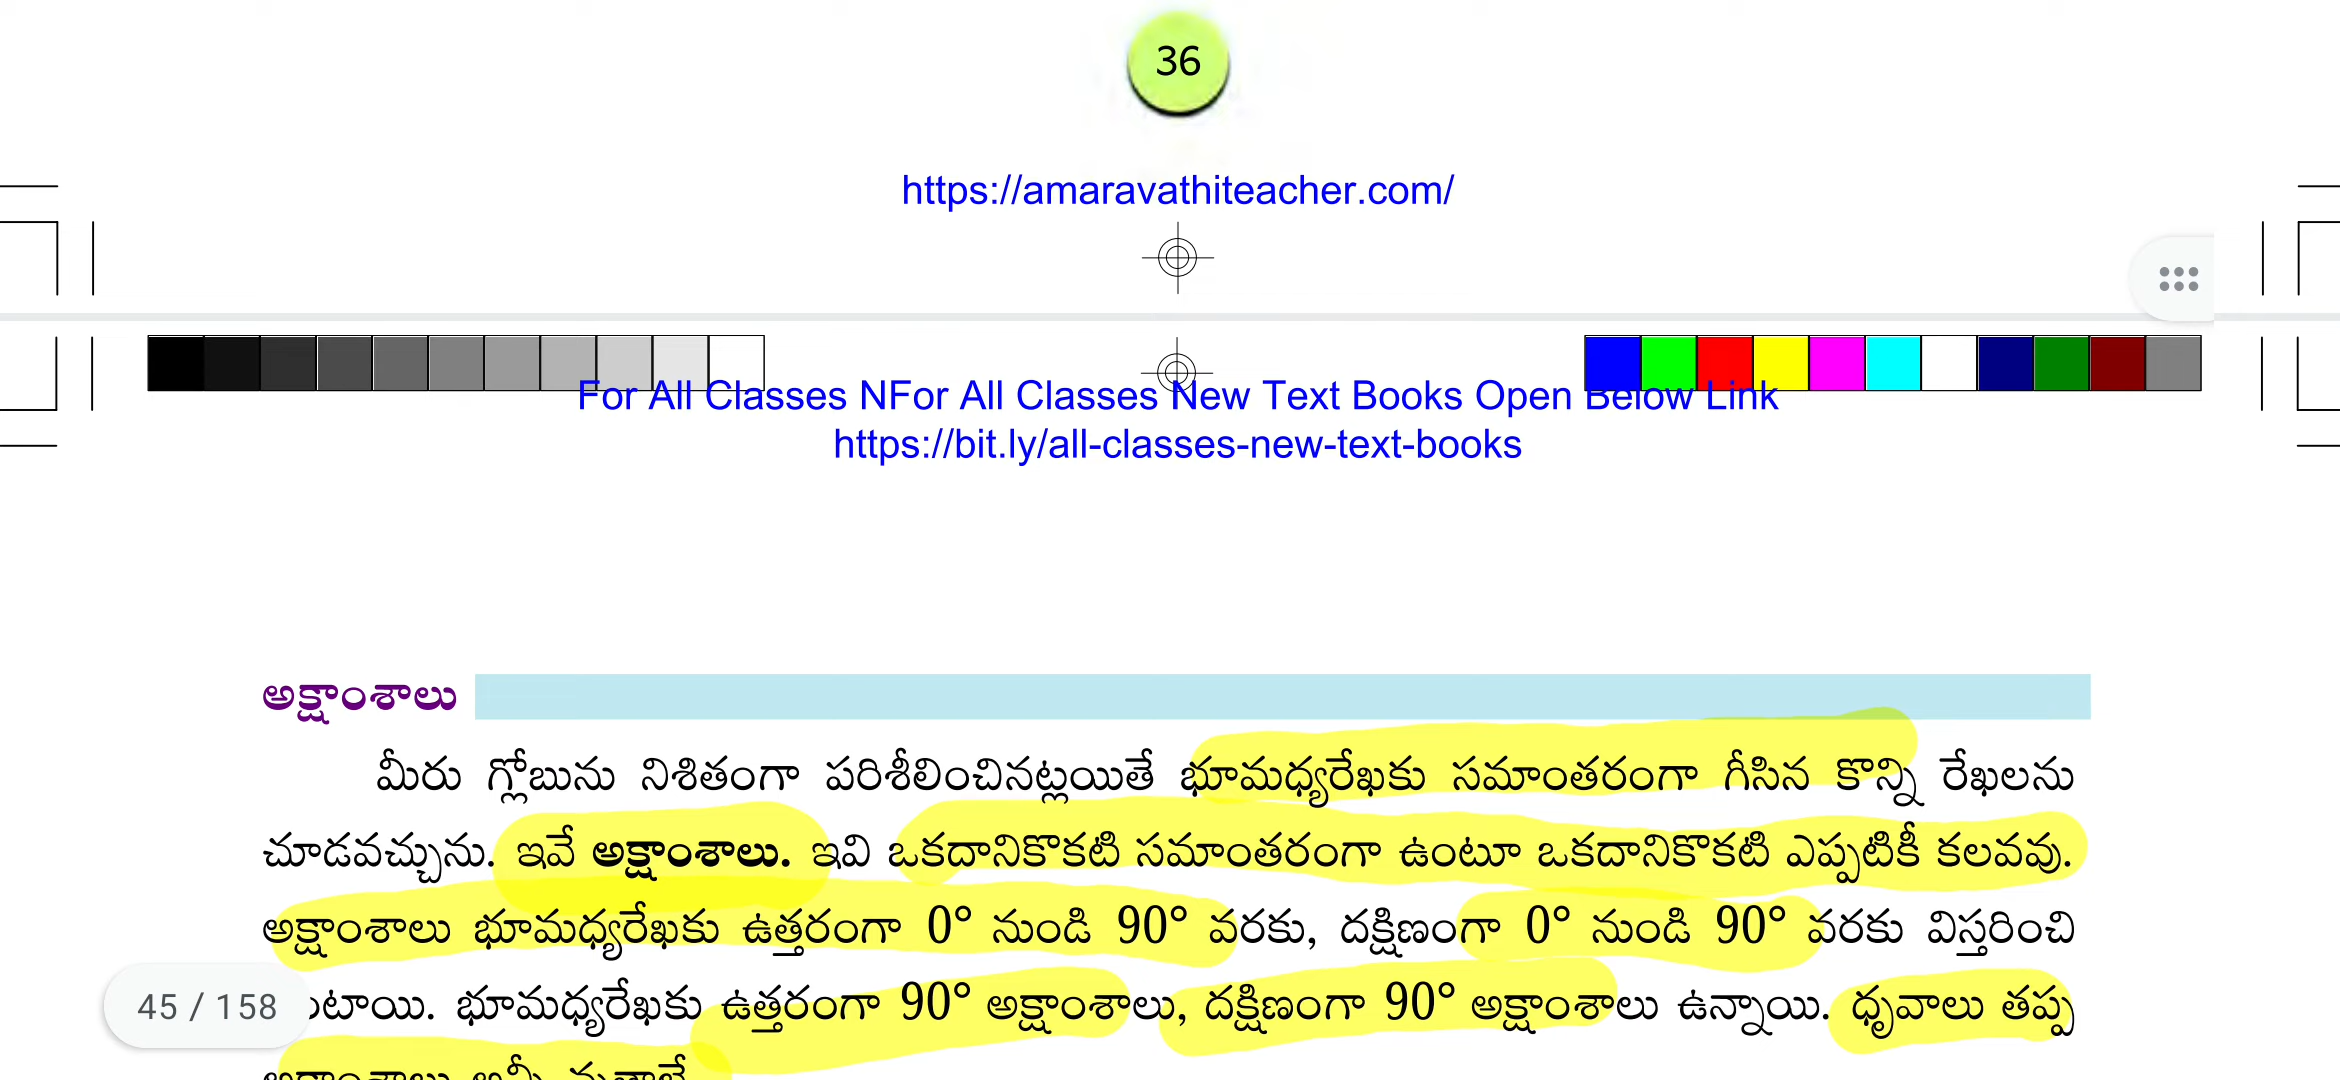 36
https://amaravathiteacher.com/
For All Classes NFor All Classes New Text Books Open Below Link
https://bit.ly/all-classes-new-text-books
అక్షాంశాలు
మీరు గ్లోబును నిశితంగా పరిశీలించినట్లయితే భూమధ్యరేఖకు సమాంతరంగా గీసిన కొన్ని రేఖలను
చూడవచ్చును. ఇవే అక్షాంశాలు. ఇవి ఒకదానికొకటి సమాంతరంగా ఉంటూ ఒకదానికొకటి ఎప్పటికీ కలవవు.
అక్షాంశాలు భూమధ్యరేఖకు ఉత్తరంగా 0° నుండి 90° వరకు, దక్షిణంగా 0° నుండి 90° వరకు విస్తరించి
భూమధ్యరేఖకు ఉత్తరంగా 90° అక్షాంశాలు, దక్షిణంగా 90° అక్షాంశాలు ఉన్నాయి. ధృవాలు తప్ప
45 / 158